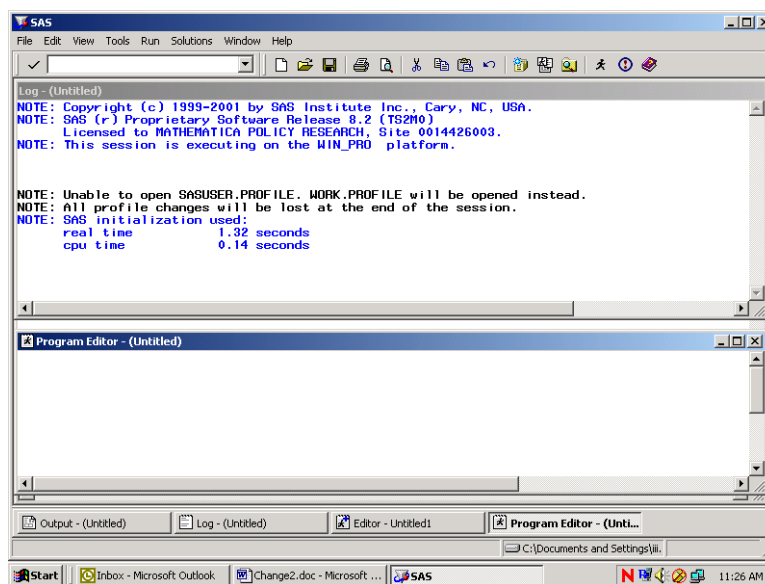 SAS
File Edit View Tools Run Solutions Window Help
Log - (Untitled)
NOTE: Copyright (c) 1999-2001 by SAS Institute Inc., Cary, NC, USA.
NOTE: SAS (r) Proprietary Software Release 8.2 (TS2M0)
Licensed to MATHEMATICA POLICY RESEARCH, Site 0014426003.
NOTE: This session is executing on the WIN_PRO platform.
NOTE: Unable to open SASUSER.PROFILE. WORK.PROFILE will be opened instead.
NOTE: All profile changes will be lost at the end of the session.
NOTE: SAS initialization used:
real time 1.32 seconds
cpu time 0.14 seconds
Program Editor - (Untitled)
Output - (Untitled) Log - (Untitled) Editor - Untitled1 Program Editor - (Unti...
C:\Documents and Settings\iii.
Start Inbox - Microsoft Outlook Change2.doc - Microsoft ... SAS N 11:26 AM